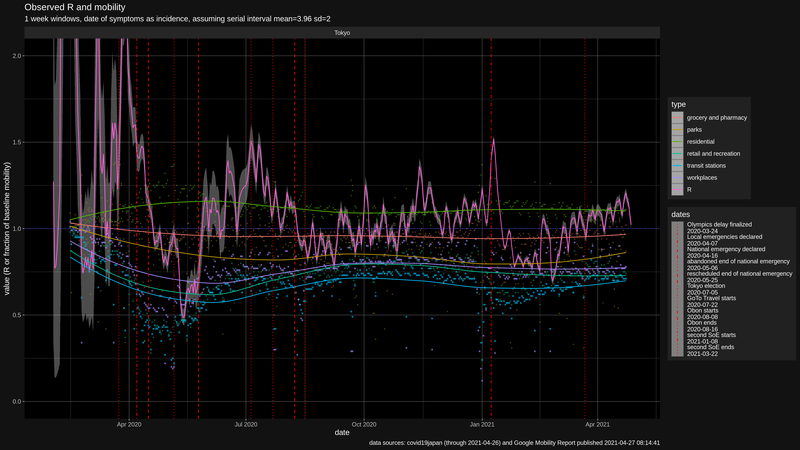 Observed R and mobility
1 week windows, date of symptoms as incidence, assuming serial interval mean=3.96 sd=2
Tokyo
2.0
1.5
1.0
0.5
0.0
value (R or fraction of baseline mobility)
Apr 2020
Jul 2020
Oct 2020
Jan 2021
Apr 2021
date
type
grocery and pharmacy
parks
residential
retail and recreation
transit stations
workplaces
R
dates
Olympics delay finalized
2020-03-24
Local emergencies declared
2020-04-07
National emergency declared
2020-04-16
abandoned end of national emergency
2020-05-06
rescheduled end of national emergency
2020-05-25
Tokyo election
2020-07-05
GoTo Travel starts
2020-07-22
Obon starts
2020-08-08
Obon ends
2020-08-16
second SoE starts
2021-01-08
second SoE ends
2021-03-22
data sources: covid19japan (through 2021-04-26) and Google Mobility Report published 2021-04-27 08:14:41